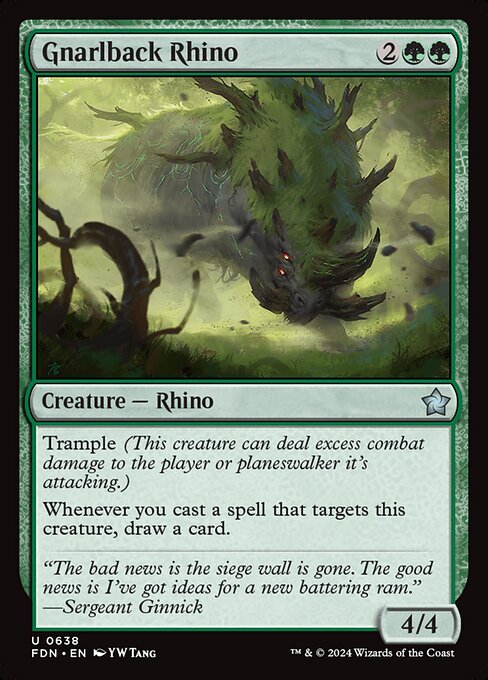 Gnarlback Rhino 2
Creature — Rhino
Trample (This creature can deal excess combat
damage to the player or planeswalker it's
attacking.)
Whenever you cast a spell that targets this
creature, draw a card.
“The bad news is the siege wall is gone. The good
news is I've got ideas for a new battering ram.”
—Sergeant Ginnick
4/4
U 0638
FDN • EN YW Tang
™ & © 2024 Wizards of the Coast